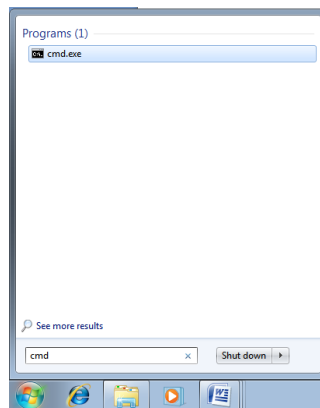 Programs (1)
cmd.exe
See more results
cmd
Shut down